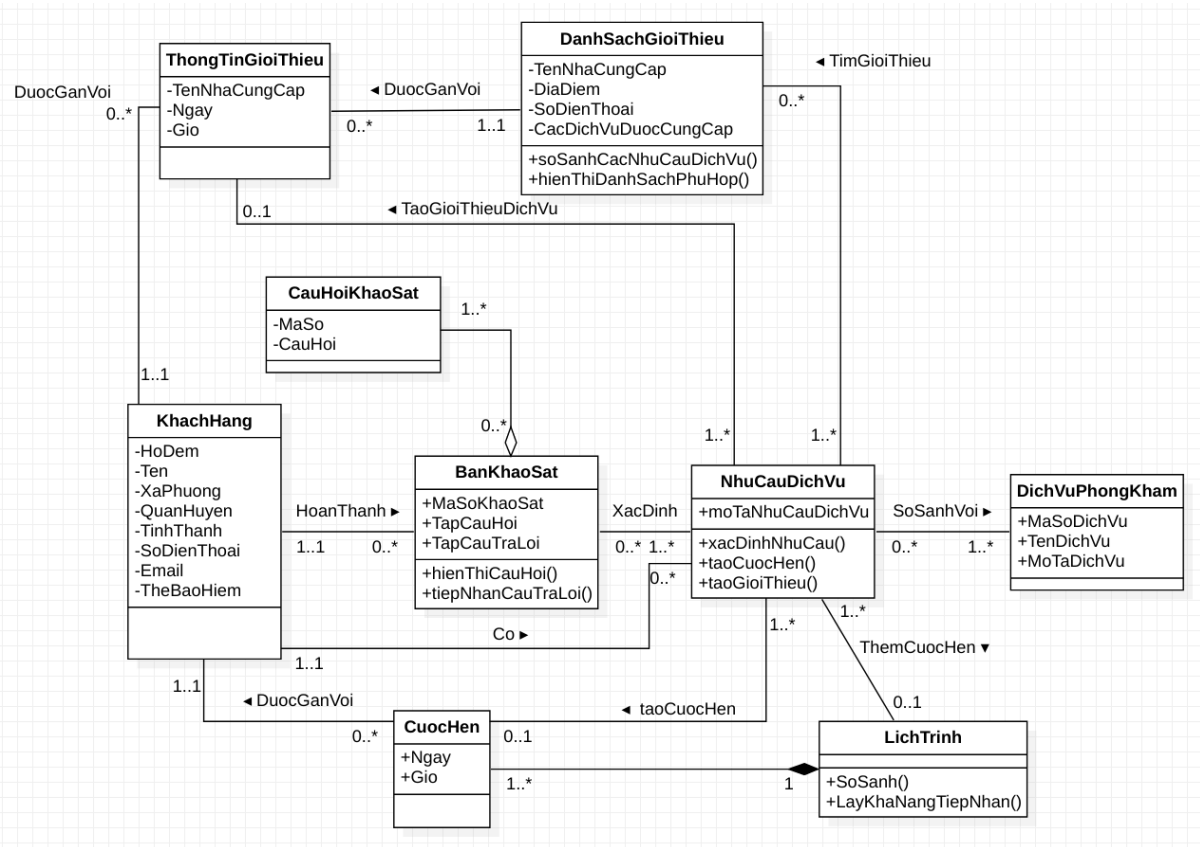 ThongTinGioiThieu
-TenNhaCungCap
-Ngay
-Gio
DanhSachGioiThieu
-TenNhaCungCap
-DiaDiem
-SoDienThoai
-CacDichVuDuocCungCap
+soSanhCacNhuCauDichVu()
+hienThiDanhSachPhuHop()
DuocGanVoi
0..*
◄ DuocGanVoi
0..*
1..1
◄ TimGioiThieu
0..*
0..1
◄ TaoGioiThieuDichVu
CauHoiKhaoSat
-MaSo
-CauHoi
1..*
0..*
1..1
1..*
1..*
KhachHang
-HoDem
-Ten
-XaPhuong
-QuanHuyen
-TinhThanh
-SoDienThoai
-Email
-TheBaoHiem
HoanThanh ►
1..1
0..*
BanKhaoSat
+MaSoKhaoSat
+TapCauHoi
+TapCauTraLoi
+hienThiCauHoi()
+tiepNhanCauTraLoi()
XacDinh
0..*
1..*
0..*
NhuCauDichVu
+moTaNhuCauDichVu
+xacDinhNhuCau()
+taoCuocHen()
+taoGioiThieu()
SoSanhVoi ►
0..*
1..*
DichVuPhongKham
+MaSoDichVu
+TenDichVu
+MoTaDichVu
Co ►
1..1
1..*
1..*
ThemCuocHen ▼
0..1
1..1
◄ DuocGanVoi
0..*
◄ taoCuocHen
0..1
CuocHen
+Ngay
+Gio
1..*
1
LichTrinh
+SoSanh()
+LayKhaNangTiepNhan()